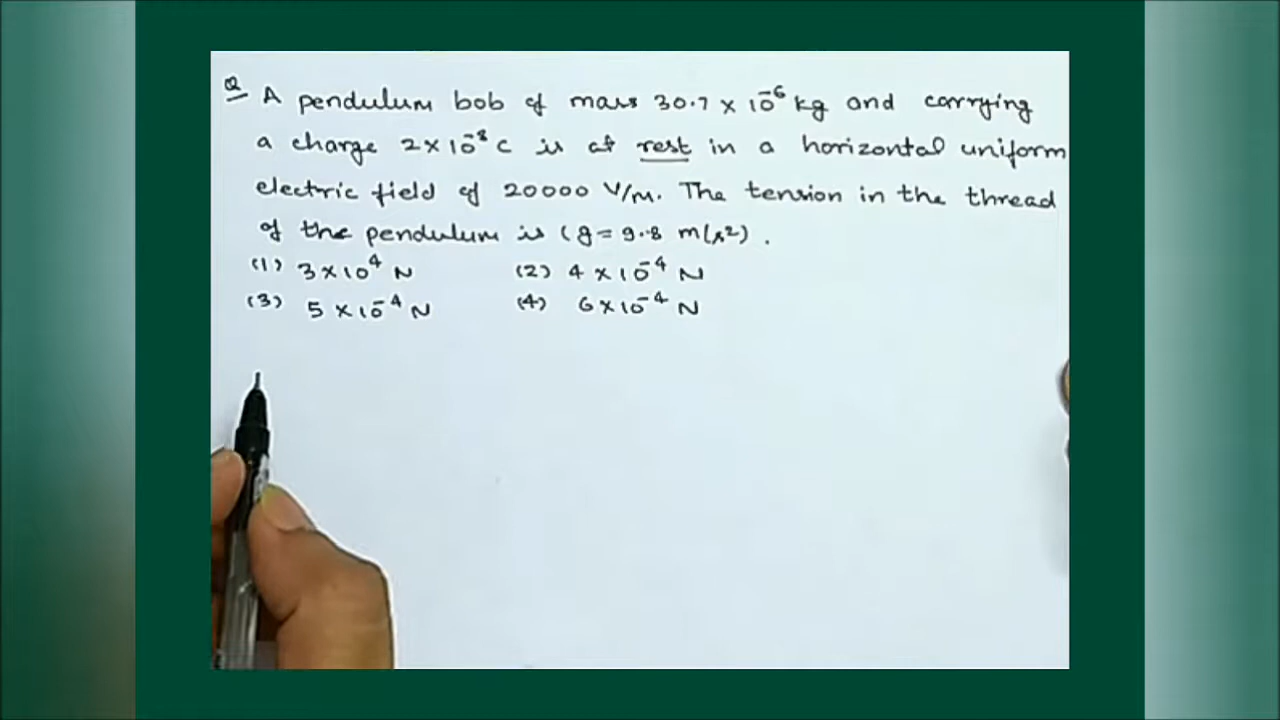 Q A pendulum bob of mass 30.7 × 10⁻⁶ kg and carrying
a charge 2×10⁻⁸ C is at rest in a horizontal uniform
electric field of 20000 V/m. The tension in the thread
of the pendulum is (g = 9.8 m/s²).
(1) 3×10⁴ N (2) 4 × 10⁻⁴ N
(3) 5 × 10⁻⁴ N (4) 6×10⁻⁴ N